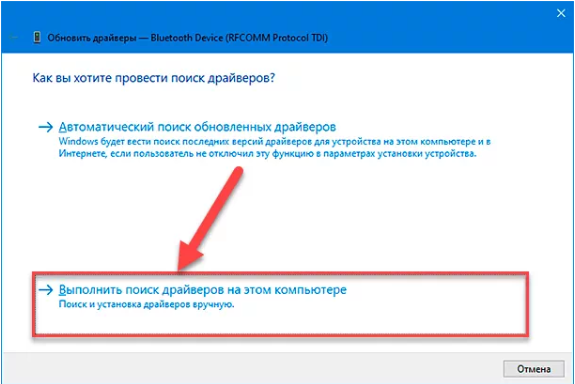 Обновить драйверы — Bluetooth Device (RFCOMM Protocol TDI)
Как вы хотите провести поиск драйверов?
Автоматический поиск обновленных драйверов
Windows будет вести поиск последних версий драйверов для устройства на этом компьютере и в
Интернете, если пользователь не отключил эту функцию в параметрах установки устройства.
Выполнить поиск драйверов на этом компьютере
Поиск и установка драйверов вручную.
Отмена